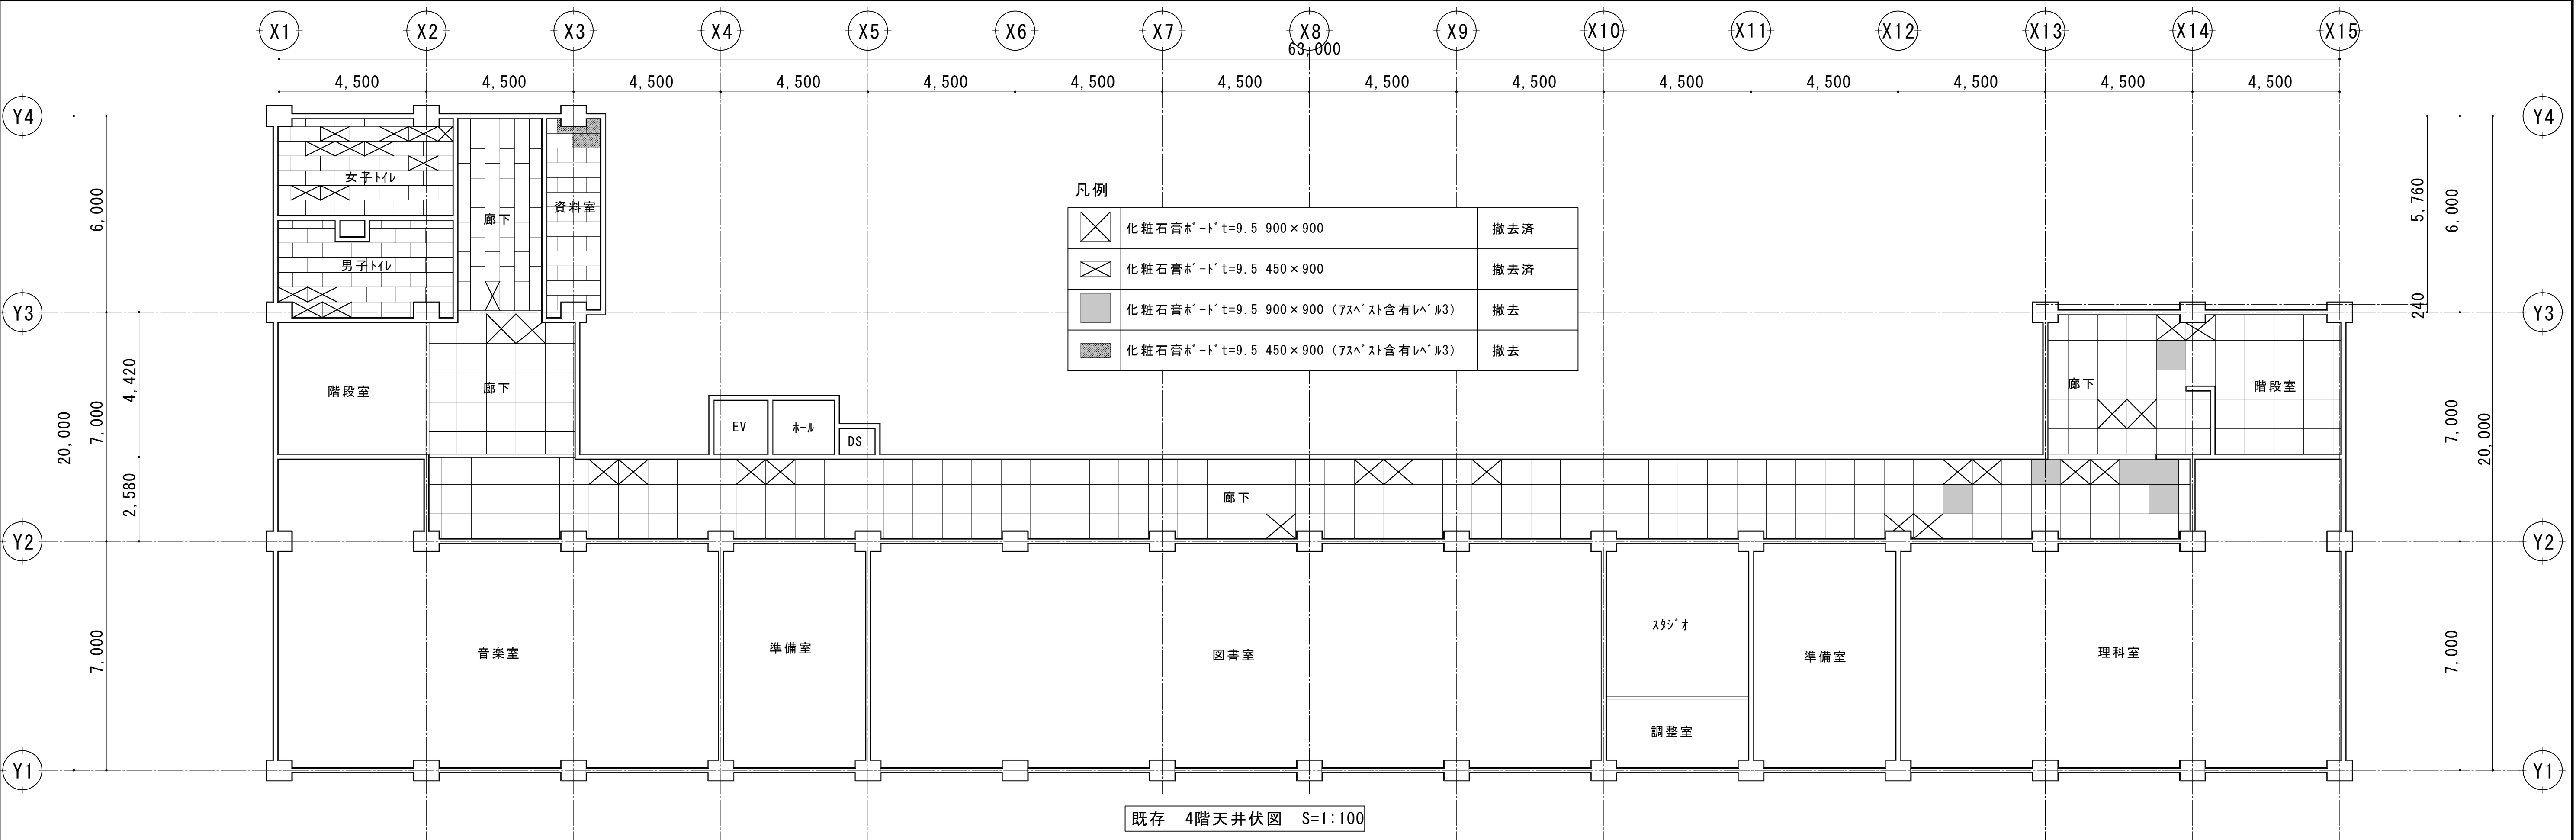 X1 X2 X3 X4 X5 X6 X7 X8 X9 X10 X11 X12 X13 X14 X15
63,000
4,500 4,500 4,500 4,500 4,500 4,500 4,500 4,500 4,500 4,500 4,500 4,500 4,500 4,500
Y4 Y4
女子トイレ
廊下
資料室
男子トイレ
6,000
5,760
6,000
240
凡例
化粧石膏ﾎﾞｰﾄﾞt=9.5 900×900 撤去済
化粧石膏ﾎﾞｰﾄﾞt=9.5 450×900 撤去済
化粧石膏ﾎﾞｰﾄﾞt=9.5 900×900 (ｱｽﾍﾞｽﾄ含有ﾚﾍﾞﾙ3) 撤去
化粧石膏ﾎﾞｰﾄﾞt=9.5 450×900 (ｱｽﾍﾞｽﾄ含有ﾚﾍﾞﾙ3) 撤去
Y3 Y3
20,000
7,000
4,420
2,580
階段室
廊下
EV
ホール
DS
廊下
廊下
階段室
7,000
20,000
Y2 Y2
7,000
音楽室
準備室
図書室
ｽﾀｼﾞｵ
調整室
準備室
理科室
7,000
Y1 Y1
既存 4階天井伏図 S=1:100